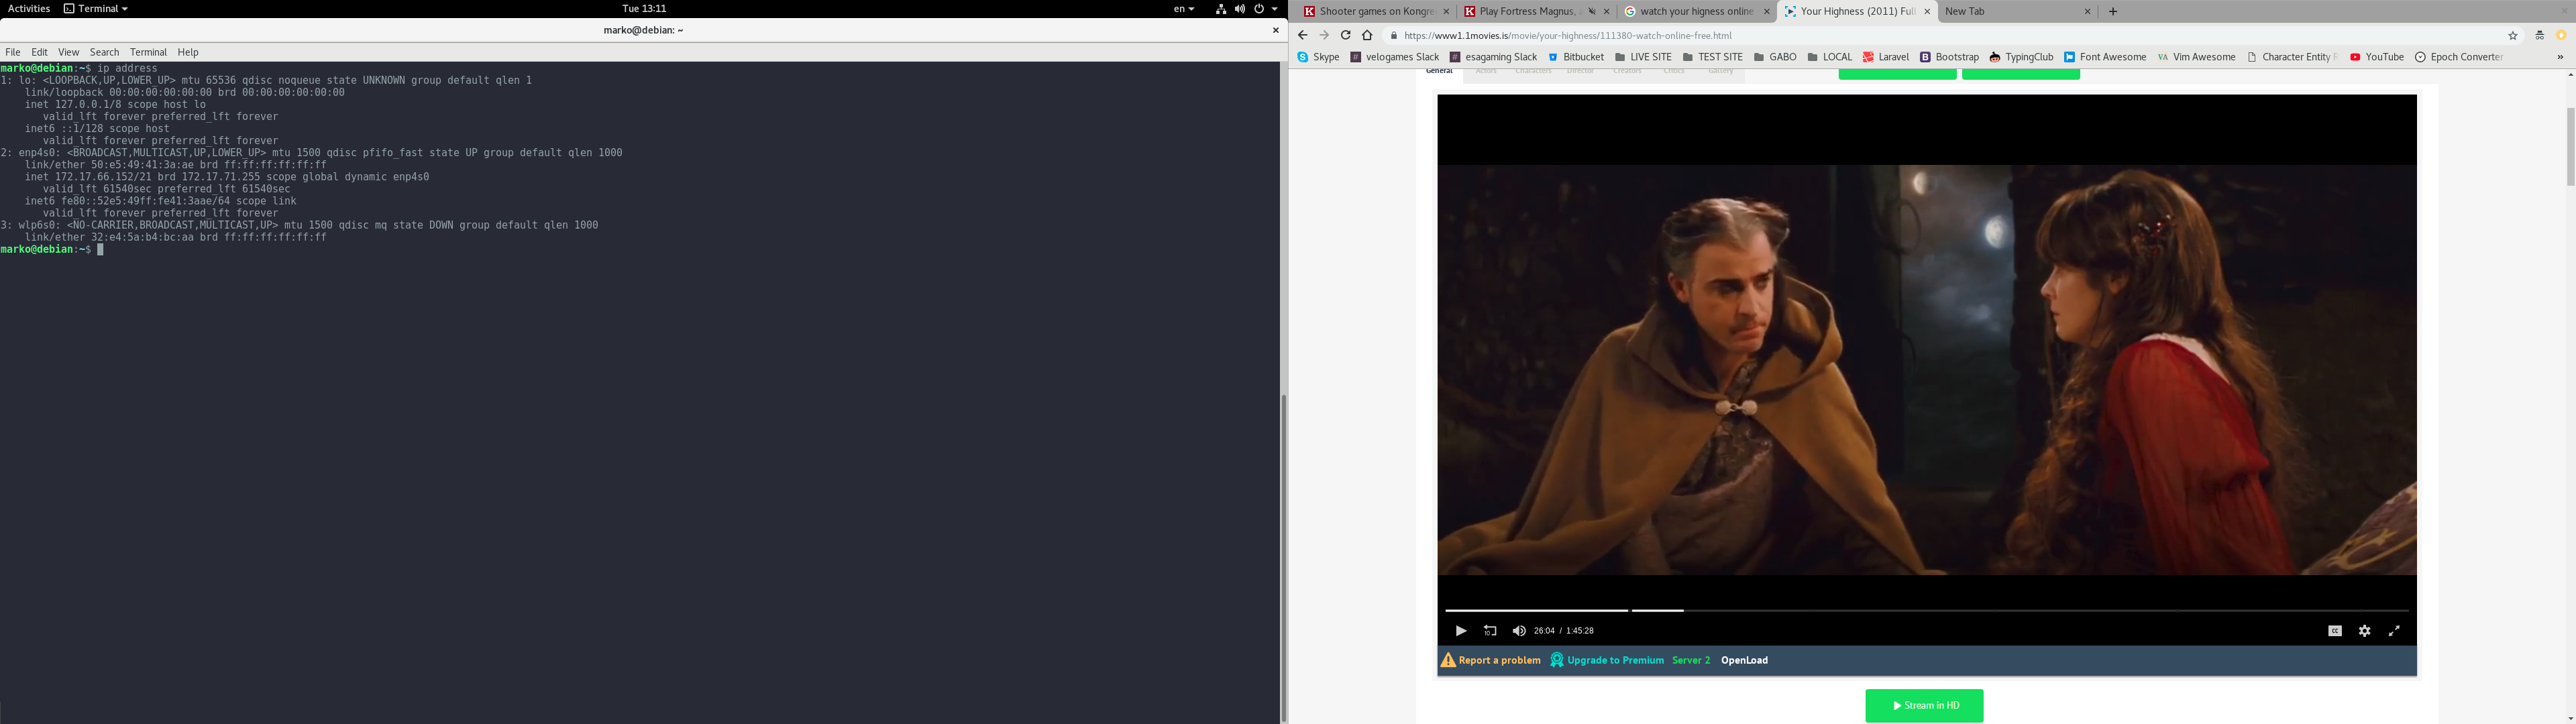 Activities Terminal Tue 13:11 en
marko@debian: ~
File Edit View Search Terminal Help
marko@debian:~$ ip address
1: lo: <LOOPBACK,UP,LOWER_UP> mtu 65536 qdisc noqueue state UNKNOWN group default qlen 1
link/loopback 00:00:00:00:00:00 brd 00:00:00:00:00:00
inet 127.0.0.1/8 scope host lo
valid_lft forever preferred_lft forever
inet6 ::1/128 scope host
valid_lft forever preferred_lft forever
2: enp4s0: <BROADCAST,MULTICAST,UP,LOWER_UP> mtu 1500 qdisc pfifo_fast state UP group default qlen 1000
link/ether 50:e5:49:41:3a:ae brd ff:ff:ff:ff:ff:ff
inet 172.17.66.152/21 brd 172.17.71.255 scope global dynamic enp4s0
valid_lft 61540sec preferred_lft 61540sec
inet6 fe80::52e5:49ff:fe41:3aae/64 scope link
valid_lft forever preferred_lft forever
3: wlp6s0: <NO-CARRIER,BROADCAST,MULTICAST,UP> mtu 1500 qdisc mq state DOWN group default qlen 1000
link/ether 32:e4:5a:b4:bc:aa brd ff:ff:ff:ff:ff:ff
marko@debian:~$
Shooter games on Kongre Play Fortress Magnus, watch your higness online Your Highness (2011) Full New Tab
https://www1.1movies.is/movie/your-highness/111380-watch-online-free.html
Skype velogames Slack esagaming Slack Bitbucket LIVE SITE TEST SITE GABO LOCAL Laravel Bootstrap TypingClub Font Awesome VA Vim Awesome Character Entity R YouTube Epoch Converter »
General Actors Characters Director Creators Critics Gallery
10 26:04 / 1:45:28 CC
Report a problem Upgrade to Premium Server 2 OpenLoad
Stream in HD